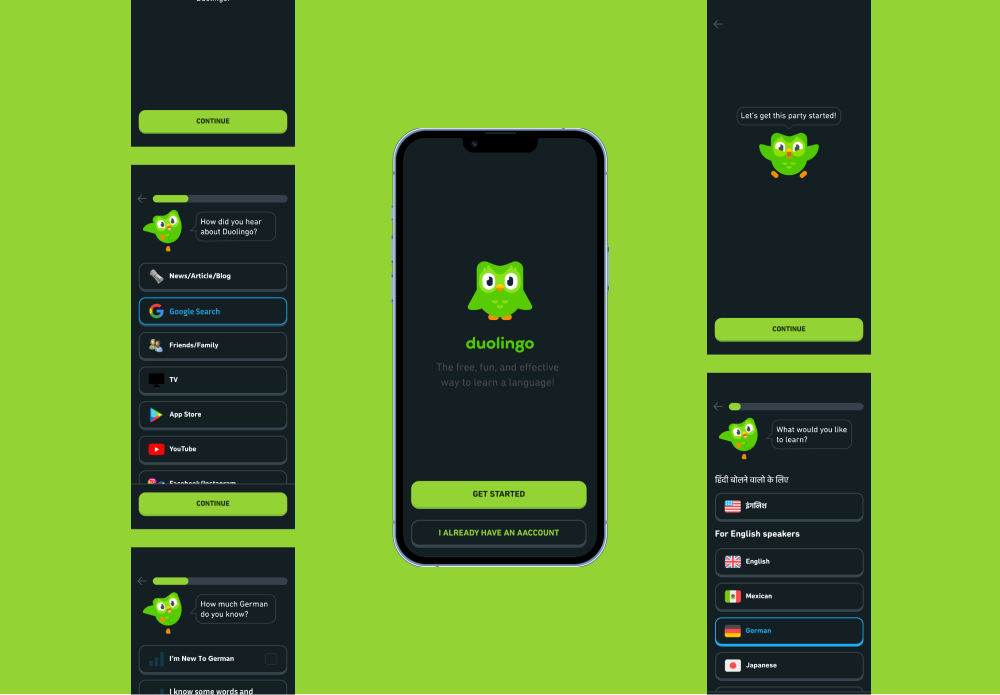 Duolingo!
CONTINUE
How did you hear
about Duolingo?
News/Article/Blog
Google Search
Friends/Family
TV
App Store
YouTube
Facebook/Instagram
CONTINUE
How much German
do you know?
I'm New To German
I know some words and
duolingo
The free, fun, and effective
way to learn a language!
GET STARTED
I ALREADY HAVE AN AACCOUNT
Let's get this party started!
CONTINUE
What would you like
to learn?
हिंदी बोलने वालो के लिए
इंगलिश
For English speakers
English
Mexican
German
Japanese